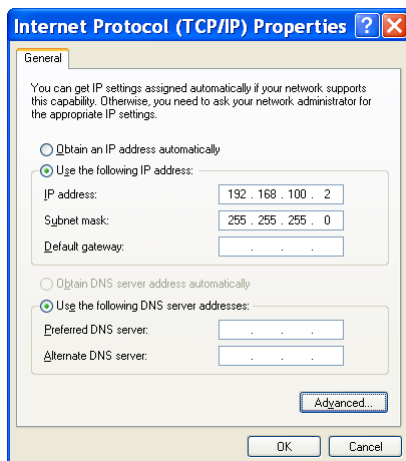 Internet Protocol (TCP/IP) Properties
General
You can get IP settings assigned automatically if your network supports
this capability. Otherwise, you need to ask your network administrator for
the appropriate IP settings.
Obtain an IP address automatically
Use the following IP address:
IP address: 192 . 168 . 100 . 2
Subnet mask: 255 . 255 . 255 . 0
Default gateway: . . .
Obtain DNS server address automatically
Use the following DNS server addresses:
Preferred DNS server: . . .
Alternate DNS server: . . .
Advanced...
OK Cancel